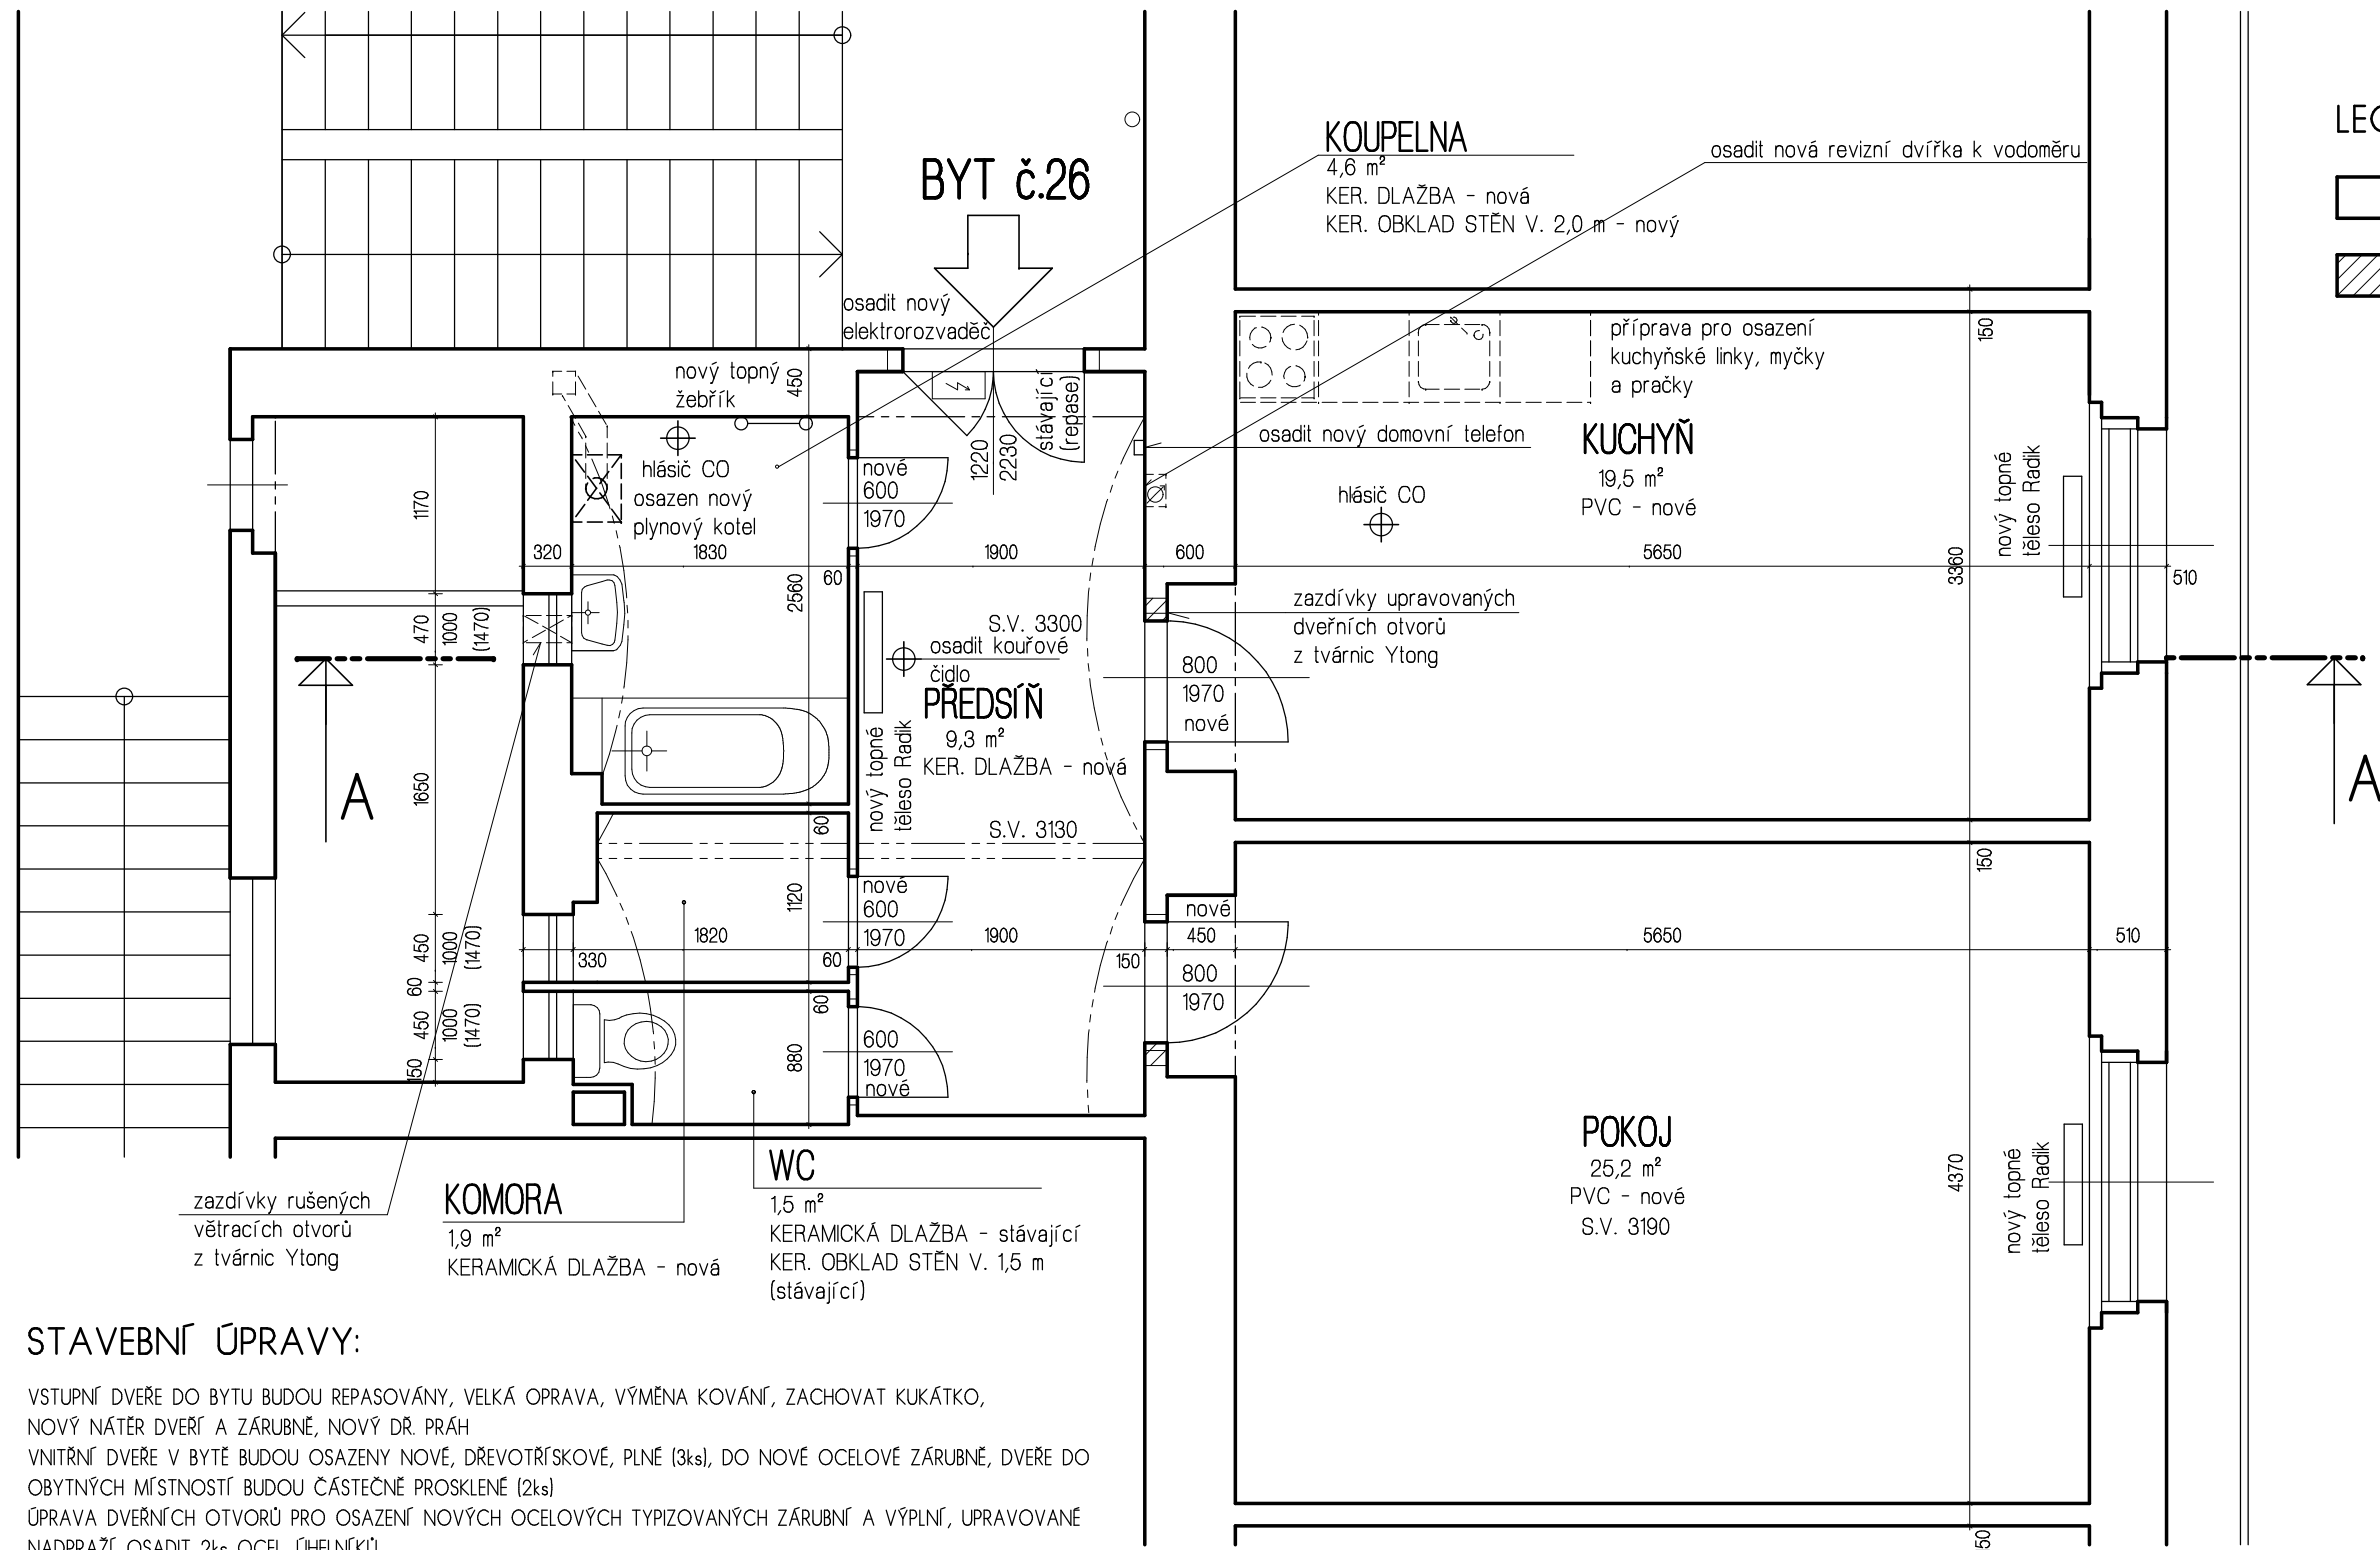 BYT č.26
KOUPELNA
4,6 m²
KER. DLAŽBA - nová
KER. OBKLAD STĚN V. 2,0 m - nový
osadit nová revizní dvířka k vodoměru
osadit nový
elektrorozvaděč
nový topný
žebřík
450
stávající
(repase)
1220
2230
150
příprava pro osazení
kuchyňské linky, myčky
a pračky
osadit nový domovní telefon
KUCHYŇ
19,5 m²
PVC - nové
hlásič CO
nový topné
těleso Radik
hlásič CO
osazen nový
plynový kotel
nové
600
1970
1170
320
1830
60
1900
600
5650
3360
510
2560
470
1000
(1470)
S.V. 3300
osadit kouřové
čidlo
PŘEDSÍŇ
9,3 m²
KER. DLAŽBA - nová
zazdívky upravovaných
dveřních otvorů
z tvárnic Ytong
800
1970
nové
nový topné
těleso Radik
A
A
1650
60
S.V. 3130
150
1120
nové
600
1970
nové
450
1000
(1470)
330
1820
60
1900
150
450
5650
510
800
1970
60
60
450
1000
(1470)
150
880
600
1970
nové
POKOJ
25,2 m²
PVC - nové
S.V. 3190
4370
nový topné
těleso Radik
WC
1,5 m²
KERAMICKÁ DLAŽBA - stávající
KER. OBKLAD STĚN V. 1,5 m
(stávající)
KOMORA
1,9 m²
KERAMICKÁ DLAŽBA - nová
zazdívky rušených
větracích otvorů
z tvárnic Ytong
STAVEBNÍ ÚPRAVY:
VSTUPNÍ DVEŘE DO BYTU BUDOU REPASOVÁNY, VELKÁ OPRAVA, VÝMĚNA KOVÁNÍ, ZACHOVAT KUKÁTKO,
NOVÝ NÁTĚR DVEŘÍ A ZÁRUBNĚ, NOVÝ DŘ. PRÁH
VNITŘNÍ DVEŘE V BYTĚ BUDOU OSAZENY NOVÉ, DŘEVOTŘÍSKOVÉ, PLNÉ (3ks), DO NOVÉ OCELOVÉ ZÁRUBNĚ, DVEŘE DO
OBYTNÝCH MÍSTNOSTÍ BUDOU ČÁSTEČNĚ PROSKLENÉ (2ks)
ÚPRAVA DVEŘNÍCH OTVORŮ PRO OSAZENÍ NOVÝCH OCELOVÝCH TYPIZOVANÝCH ZÁRUBNÍ A VÝPLNÍ, UPRAVOVANÉ
NADPRAŽÍ OSADIT 2ks OCEL. ÚHELNÍKŮ